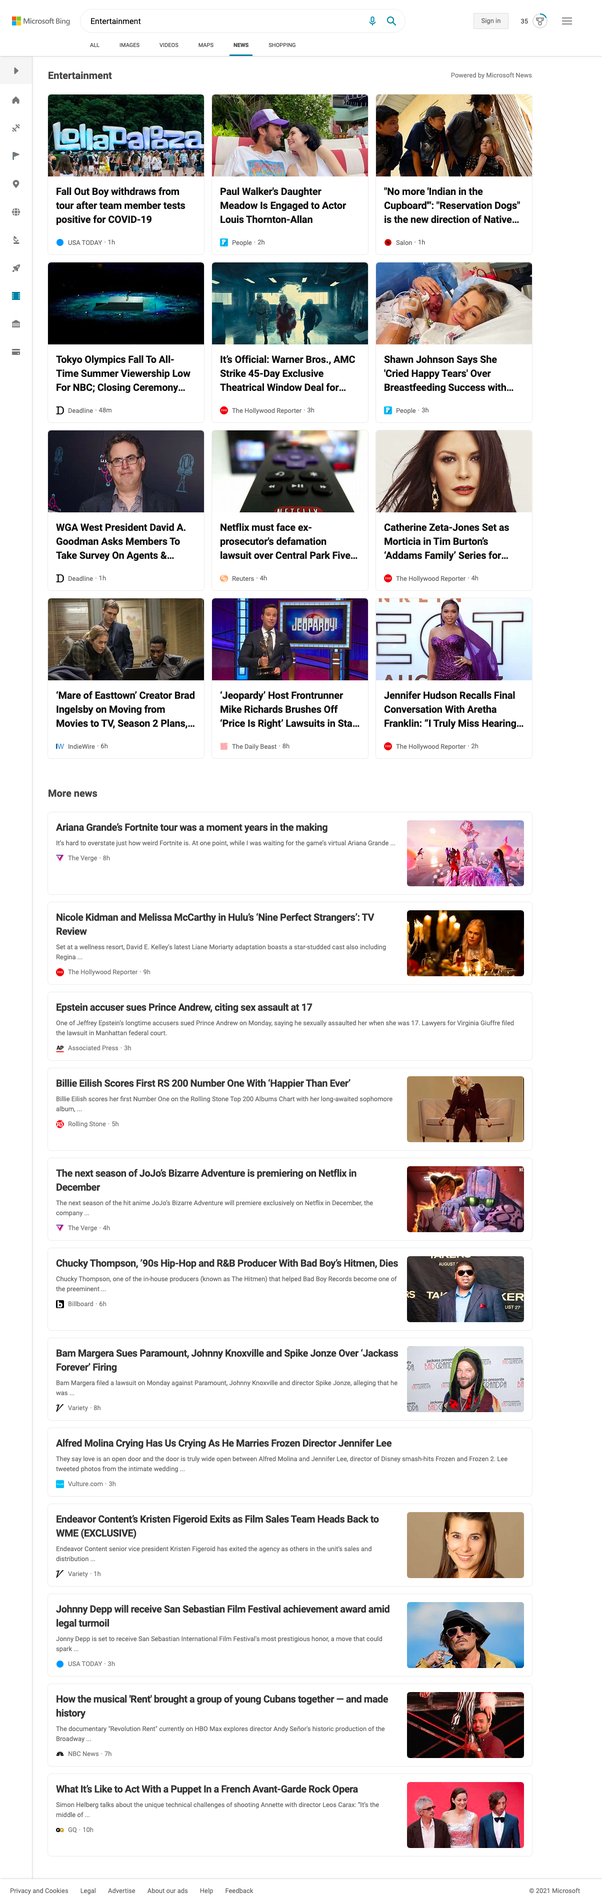 Microsoft Bing
Entertainment
Sign in
35
ALL
IMAGES
VIDEOS
MAPS
NEWS
SHOPPING
Entertainment
Powered by Microsoft News
Lollapalooza
Fall Out Boy withdraws from
tour after team member tests
positive for COVID-19
USA TODAY · 1h
Paul Walker's Daughter
Meadow Is Engaged to Actor
Louis Thornton-Allan
People · 2h
"No more 'Indian in the
Cupboard'": "Reservation Dogs"
is the new direction of Native...
Salon · 1h
Tokyo Olympics Fall To All-
Time Summer Viewership Low
For NBC; Closing Ceremony...
Deadline · 48m
It's Official: Warner Bros., AMC
Strike 45-Day Exclusive
Theatrical Window Deal for...
The Hollywood Reporter · 3h
Shawn Johnson Says She
'Cried Happy Tears' Over
Breastfeeding Success with...
People · 3h
WGA West President David A.
Goodman Asks Members To
Take Survey On Agents &...
Deadline · 1h
NETFLIX
Netflix must face ex-
prosecutor's defamation
lawsuit over Central Park Five...
Reuters · 4h
Catherine Zeta-Jones Set as
Morticia in Tim Burton's
'Addams Family' Series for...
The Hollywood Reporter · 4h
'Mare of Easttown' Creator Brad
Ingelsby on Moving from
Movies to TV, Season 2 Plans,...
IW
IndieWire · 6h
JEOPARDY!
'Jeopardy' Host Frontrunner
Mike Richards Brushes Off
'Price Is Right' Lawsuits in Sta...
The Daily Beast · 8h
ECT
Jennifer Hudson Recalls Final
Conversation With Aretha
Franklin: "I Truly Miss Hearing...
The Hollywood Reporter · 2h
More news
Ariana Grande's Fortnite tour was a moment years in the making
It's hard to overstate just how weird Fortnite is. At one point, while I was waiting for the game's virtual Ariana Grande ...
The Verge · 8h
Nicole Kidman and Melissa McCarthy in Hulu's 'Nine Perfect Strangers': TV
Review
Set at a wellness resort, David E. Kelley's latest Liane Moriarty adaptation boasts a star-studded cast also including
Regina ...
The Hollywood Reporter · 9h
Epstein accuser sues Prince Andrew, citing sex assault at 17
One of Jeffrey Epstein's longtime accusers sued Prince Andrew on Monday, saying he sexually assaulted her when she was 17. Lawyers for Virginia Giuffre filed
the lawsuit in Manhattan federal court.
AP
Associated Press · 3h
Billie Eilish Scores First RS 200 Number One With 'Happier Than Ever'
Billie Eilish scores her first Number One on the Rolling Stone Top 200 Albums Chart with her long-awaited sophomore
album, ...
Rolling Stone · 5h
The next season of JoJo's Bizarre Adventure is premiering on Netflix in
December
The next season of the hit anime JoJo's Bizarre Adventure will premiere exclusively on Netflix in December, the
company ...
The Verge · 4h
Chucky Thompson, '90s Hip-Hop and R&B Producer With Bad Boy's Hitmen, Dies
Chucky Thompson, one of the in-house producers (known as The Hitmen) that helped Bad Boy Records become one of
the preeminent ...
Billboard · 6h
TAKERS
AUGUST
TAK
KER
UST 27
Bam Margera Sues Paramount, Johnny Knoxville and Spike Jonze Over 'Jackass
Forever' Firing
Bam Margera filed a lawsuit on Monday against Paramount, Johnny Knoxville and director Spike Jonze, alleging that he
was ...
Variety · 8h
Alfred Molina Crying Has Us Crying As He Marries Frozen Director Jennifer Lee
They say love is an open door and the door is truly wide open between Alfred Molina and Jennifer Lee, director of Disney smash-hits Frozen and Frozen 2. Lee
tweeted photos from the intimate wedding ...
Vulture.com · 3h
Endeavor Content's Kristen Figeroid Exits as Film Sales Team Heads Back to
WME (EXCLUSIVE)
Endeavor Content senior vice president Kristen Figeroid has exited the agency as others in the unit's sales and
distribution ...
Variety · 1h
Johnny Depp will receive San Sebastian Film Festival achievement award amid
legal turmoil
Jonny Depp is set to receive San Sebastian International Film Festival's most prestigious honor, a move that could
spark ...
USA TODAY · 3h
How the musical 'Rent' brought a group of young Cubans together — and made
history
The documentary "Revolution Rent" currently on HBO Max explores director Andy Señor's historic production of the
Broadway ...
NBC News · 7h
What It's Like to Act With a Puppet In a French Avant-Garde Rock Opera
Simon Helberg talks about the unique technical challenges of shooting Annette with director Leos Carax: "It's the
middle of ...
GQ · 10h
Privacy and Cookies
Legal
Advertise
About our ads
Help
Feedback
© 2021 Microsoft